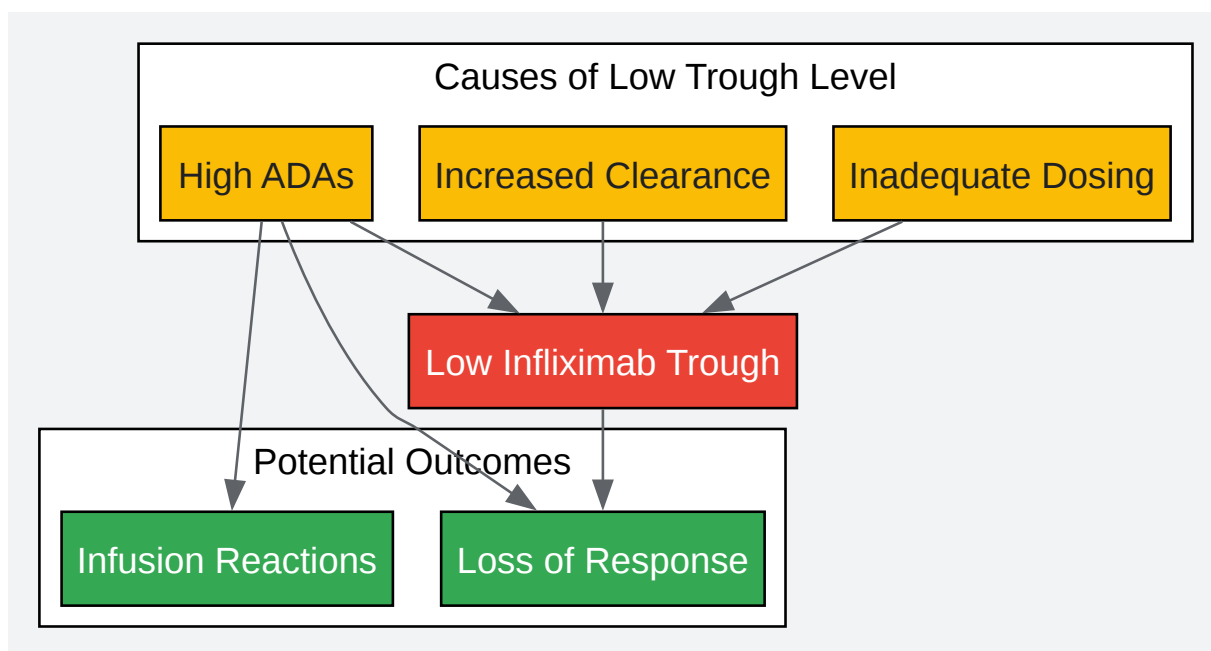 Causes of Low Trough Level
High ADAs
Increased Clearance
Inadequate Dosing
Low Infliximab Trough
Potential Outcomes
Infusion Reactions
Loss of Response